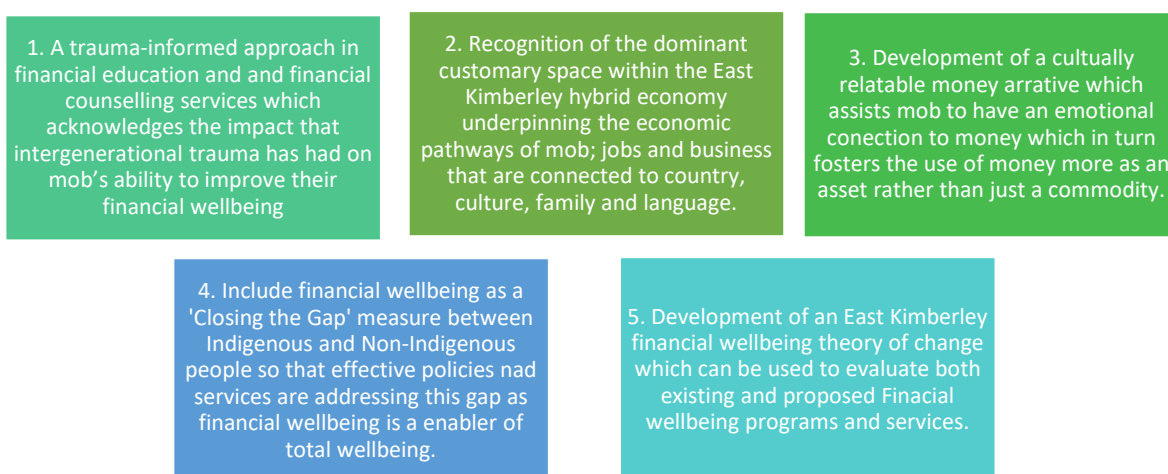 1. A trauma-informed approach in
financial education and and financial
counselling services which
acknowledges the impact that
intergenerational trauma has had on
mob's ability to improve their
financial wellbeing
2. Recognition of the dominant
customary space within the East
Kimberley hybrid economy
underpinning the economic
pathways of mob; jobs and business
that are connected to country,
culture, family and language.
3. Development of a cultually
relatable money arrative which
assists mob to have an emotional
conection to money which in turn
fosters the use of money more as an
asset rather than just a commodity.
4. Include financial wellbeing as a
'Closing the Gap' measure between
Indigenous and Non-Indigenous
people so that effective policies nad
services are addressing this gap as
financial wellbeing is a enabler of
total wellbeing.
5. Development of an East Kimberley
financial wellbeing theory of change
which can be used to evaluate both
existing and proposed Finacial
wellbeing programs and services.